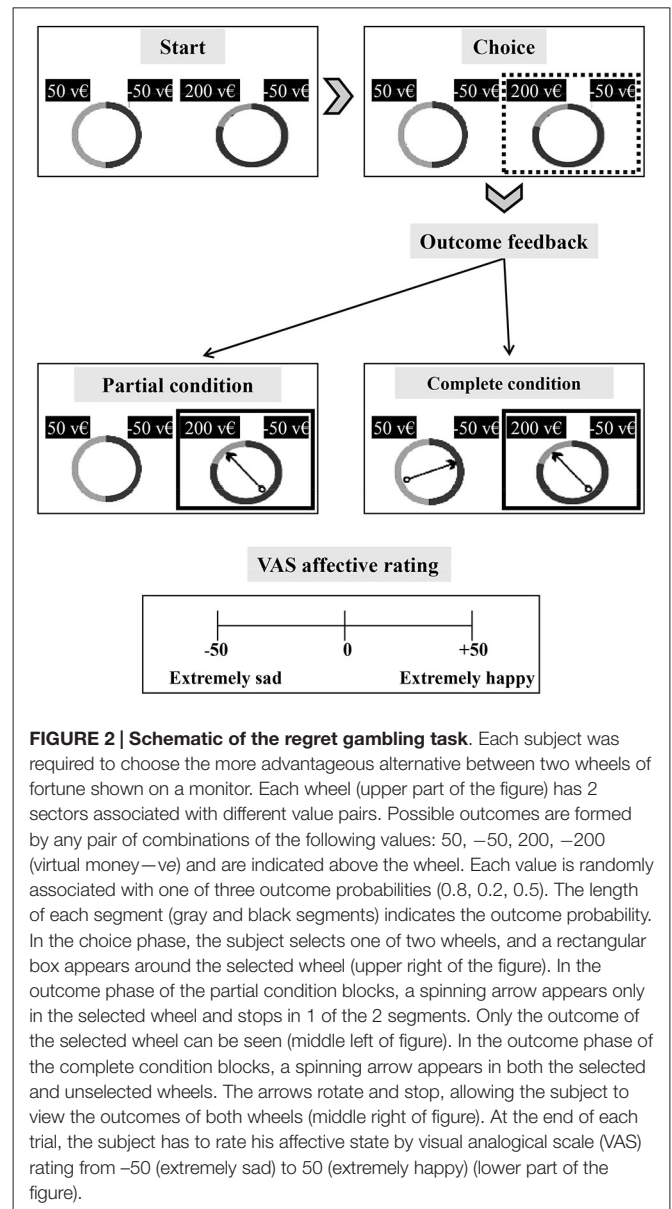 Start
Choice
50 v€ -50 v€ 200 v€ -50 v€
50 v€ -50 v€ 200 v€ -50 v€
Outcome feedback
Partial condition
Complete condition
50 v€ -50 v€ 200 v€ -50 v€
50 v€ -50 v€ 200 v€ -50 v€
VAS affective rating
-50 0 +50
Extremely sad Extremely happy
FIGURE 2 | Schematic of the regret gambling task. Each subject was
required to choose the more advantageous alternative between two wheels of
fortune shown on a monitor. Each wheel (upper part of the figure) has 2
sectors associated with different value pairs. Possible outcomes are formed
by any pair of combinations of the following values: 50, −50, 200, −200
(virtual money—ve) and are indicated above the wheel. Each value is randomly
associated with one of three outcome probabilities (0.8, 0.2, 0.5). The length
of each segment (gray and black segments) indicates the outcome probability.
In the choice phase, the subject selects one of two wheels, and a rectangular
box appears around the selected wheel (upper right of the figure). In the
outcome phase of the partial condition blocks, a spinning arrow appears only
in the selected wheel and stops in 1 of the 2 segments. Only the outcome of
the selected wheel can be seen (middle left of figure). In the outcome phase of
the complete condition blocks, a spinning arrow appears in both the selected
and unselected wheels. The arrows rotate and stop, allowing the subject to
view the outcomes of both wheels (middle right of figure). At the end of each
trial, the subject has to rate his affective state by visual analogical scale (VAS)
rating from –50 (extremely sad) to 50 (extremely happy) (lower part of the
figure).